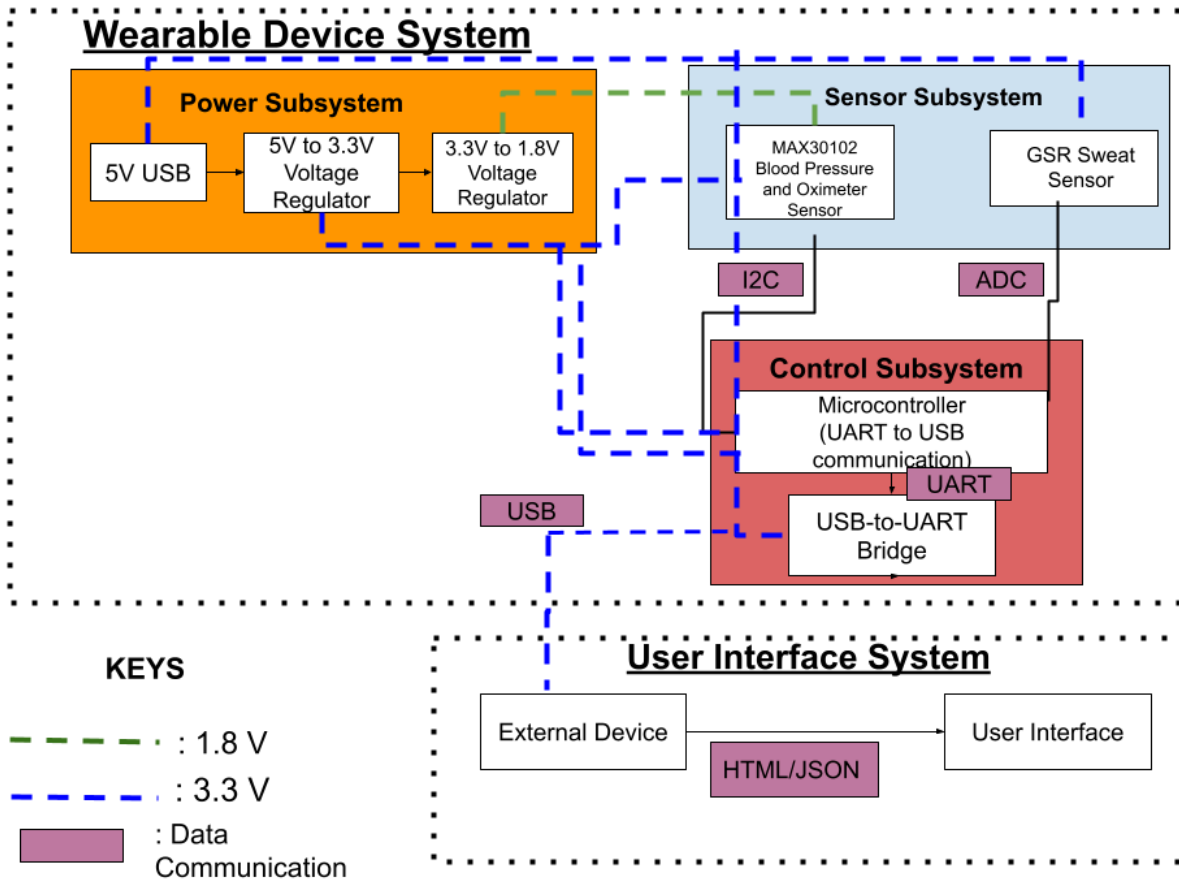 Wearable Device System
Power Subsystem
5V USB
5V to 3.3V
Voltage
Regulator
3.3V to 1.8V
Voltage
Regulator
Sensor Subsystem
MAX30102
Blood Pressure
and Oximeter
Sensor
GSR Sweat
Sensor
I2C
ADC
Control Subsystem
Microcontroller
(UART to USB
communication)
UART
USB-to-UART
Bridge
USB
KEYS
: 1.8 V
: 3.3 V
: Data
Communication
User Interface System
External Device
HTML/JSON
User Interface